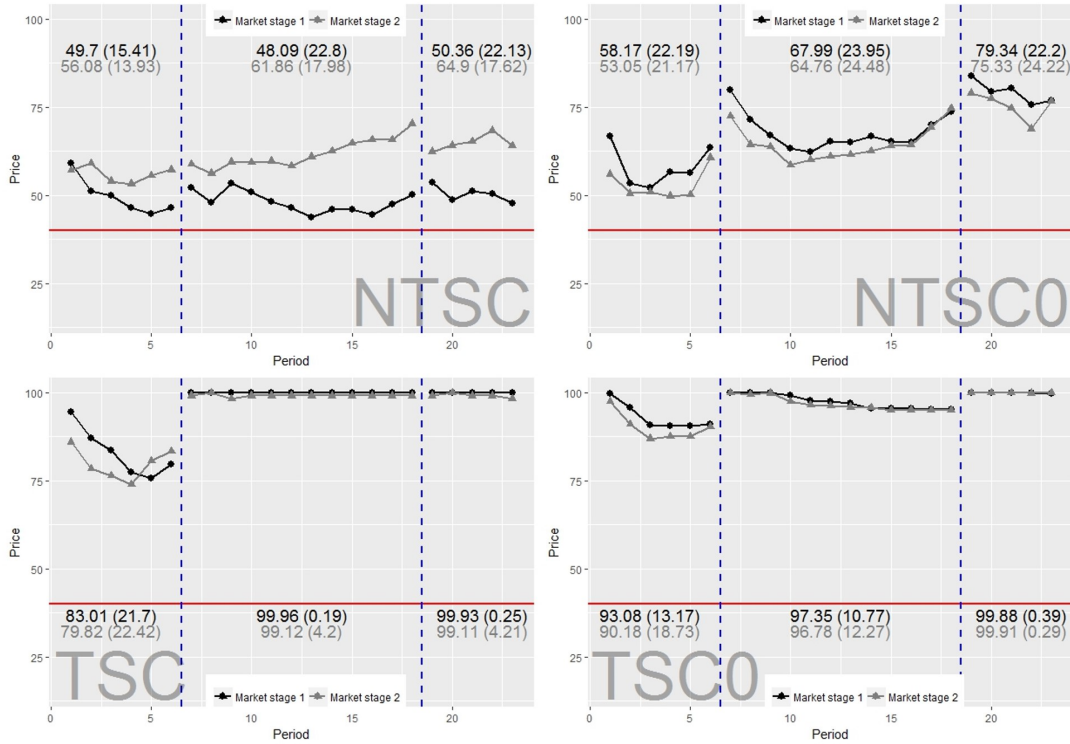 Market stage 1 Market stage 2
49.7 (15.41) 48.09 (22.8) 50.36 (22.13)
56.08 (13.93) 61.86 (17.98) 64.9 (17.62)
100
75
50
25
Price
NTSC
0 5 10 15 20
Period
Market stage 1 Market stage 2
58.17 (22.19) 67.99 (23.95) 79.34 (22.2)
53.05 (21.17) 64.76 (24.48) 75.33 (24.22)
100
75
50
25
Price
NTSC0
0 5 10 15 20
Period
100
75
50
25
Price
83.01 (21.7) 99.96 (0.19) 99.93 (0.25)
79.82 (22.42) 99.12 (4.2) 99.11 (4.21)
TSC
Market stage 1 Market stage 2
0 5 10 15 20
Period
100
75
50
25
Price
93.08 (13.17) 97.35 (10.77) 99.88 (0.39)
90.18 (18.73) 96.78 (12.27) 99.91 (0.29)
TSC0
Market stage 1 Market stage 2
0 5 10 15 20
Period